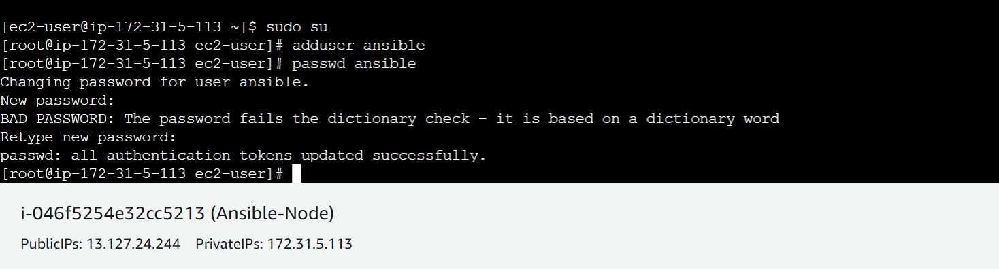 [ec2-user@ip-172-31-5-113 ~]$ sudo su
[root@ip-172-31-5-113 ec2-user]# adduser ansible
[root@ip-172-31-5-113 ec2-user]# passwd ansible
Changing password for user ansible.
New password:
BAD PASSWORD: The password fails the dictionary check - it is based on a dictionary word
Retype new password:
passwd: all authentication tokens updated successfully.
[root@ip-172-31-5-113 ec2-user]#
i-046f5254e32cc5213 (Ansible-Node)
PublicIPs: 13.127.24.244 PrivateIPs: 172.31.5.113